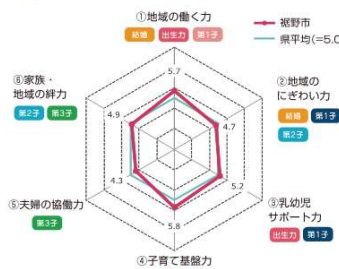 ①地域の働く力
結婚 出生力 第1子
裾野市
県平均(=5.0
5.7
⑥家族・
地域の絆力
第2子 第3子
4.9
②地域の
にぎわい力
結婚 第1子
第2子
4.7
4.3
5.2
⑤夫婦の協働力
第3子
③乳幼児
サポート力
出生力 第1子
5.8
④子育て基盤力